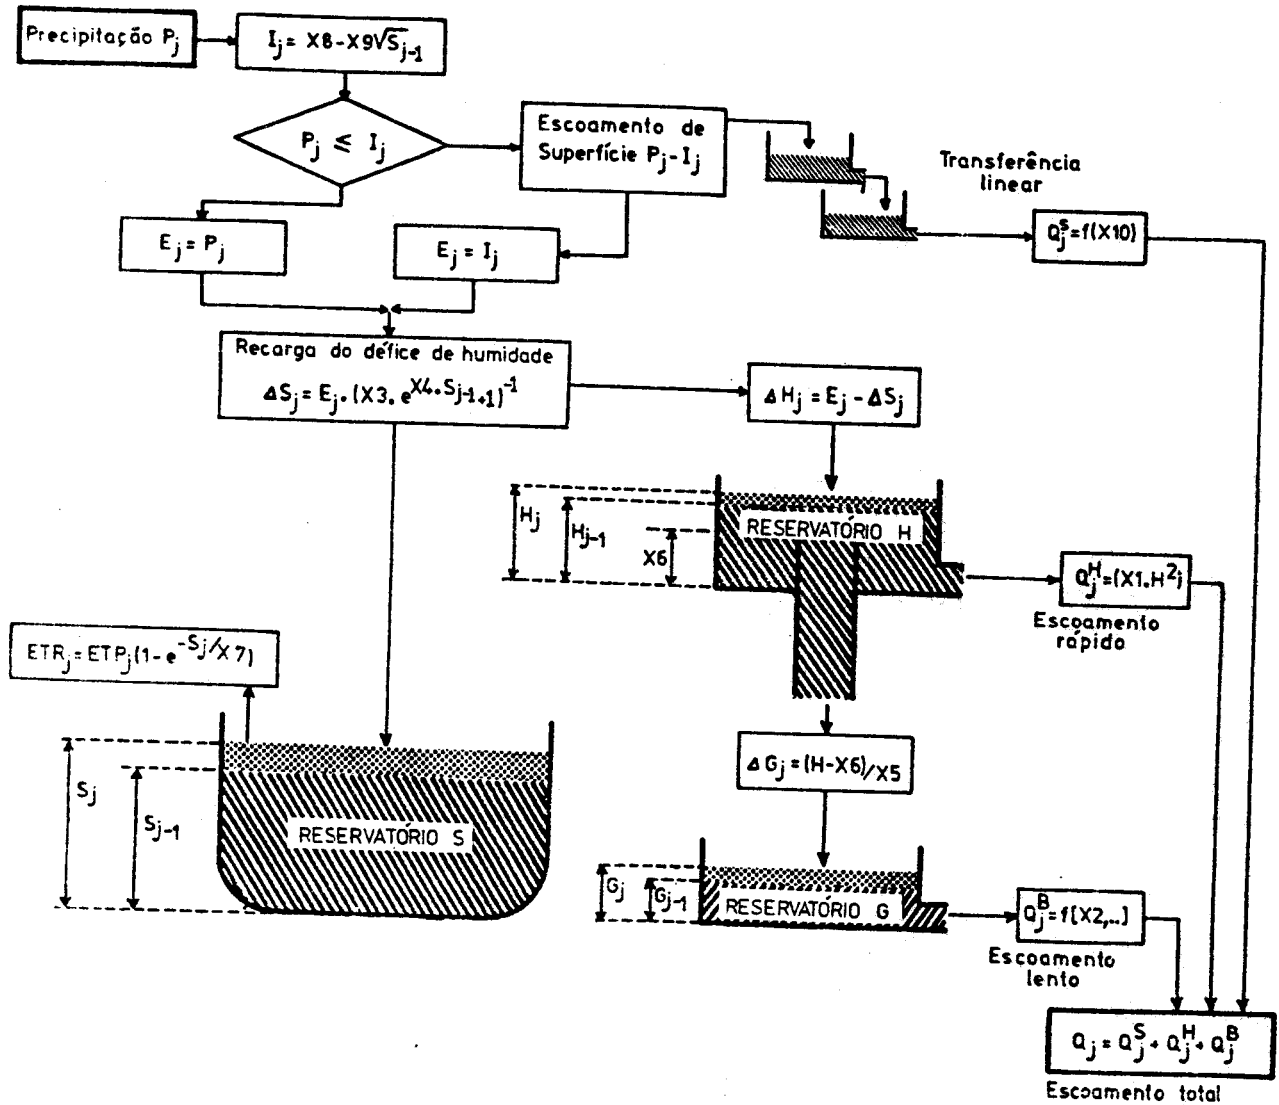 Precipitação Pj
Ij = X8-X9√Sj-1
Pj ≤ Ij
Escoamento de
Superfície Pj-Ij
Transferência
linear
Qj^S=f(X10)
Ej = Pj
Ej = Ij
Recarga do défice de humidade
ΔSj = Ej.(X3.e^X4.Sj-1+1)^-1
ΔHj = Ej - ΔSj
Hj
Hj-1
X6
RESERVATÓRIO H
Qj^H=(X1.H²j
Escoamento
rápido
ETRj=ETPj(1-e^-Sj/X7)
ΔGj=(H-X6)/X5
Sj
Sj-1
RESERVATÓRIO S
Gj
Gj-1
RESERVATÓRIO G
Qj^B=f[X2,..]
Escoamento
lento
Qj = Qj^S + Qj^H + Qj^B
Escoamento total